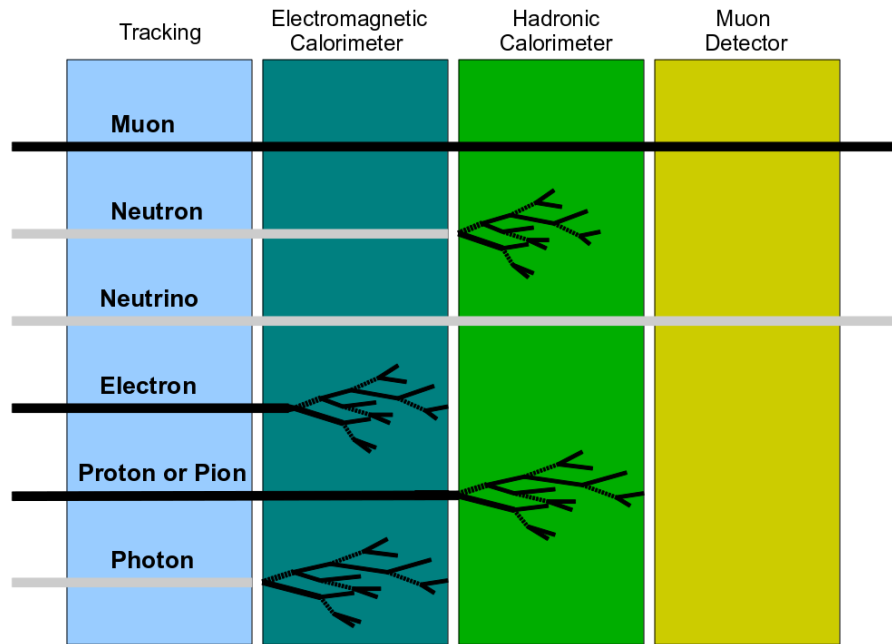 Tracking
Electromagnetic
Calorimeter
Hadronic
Calorimeter
Muon
Detector
Muon
Neutron
Neutrino
Electron
Proton or Pion
Photon